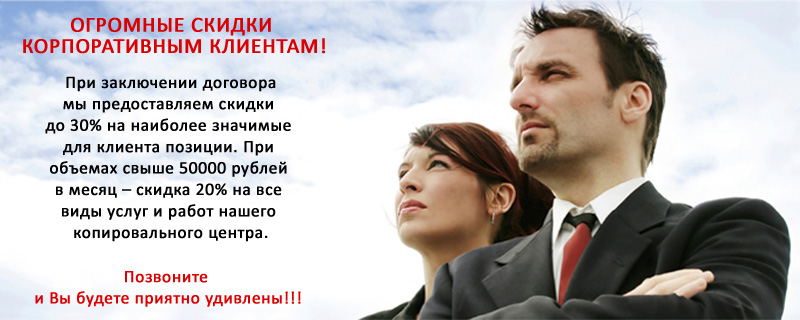 ОГРОМНЫЕ СКИДКИ
КОРПОРАТИВНЫМ КЛИЕНТАМ!
При заключении договора
мы предоставляем скидки
до 30% на наиболее значимые
для клиента позиции. При
объемах свыше 50000 рублей
в месяц – скидка 20% на все
виды услуг и работ нашего
копировального центра.
Позвоните
и Вы будете приятно удивлены!!!